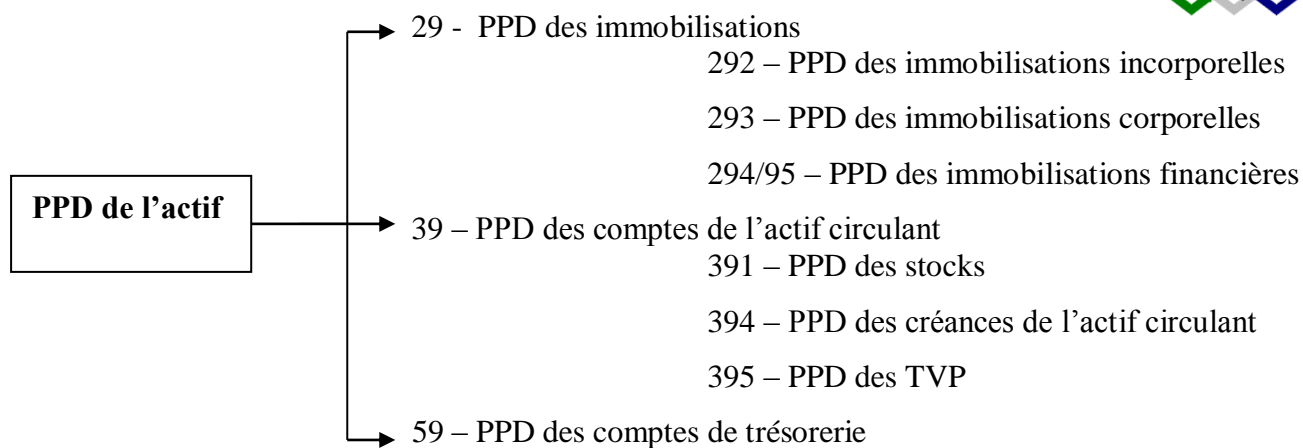 29 - PPD des immobilisations
292 – PPD des immobilisations incorporelles
293 – PPD des immobilisations corporelles
294/95 – PPD des immobilisations financières
PPD de l’actif
39 – PPD des comptes de l’actif circulant
391 – PPD des stocks
394 – PPD des créances de l’actif circulant
395 – PPD des TVP
59 – PPD des comptes de trésorerie